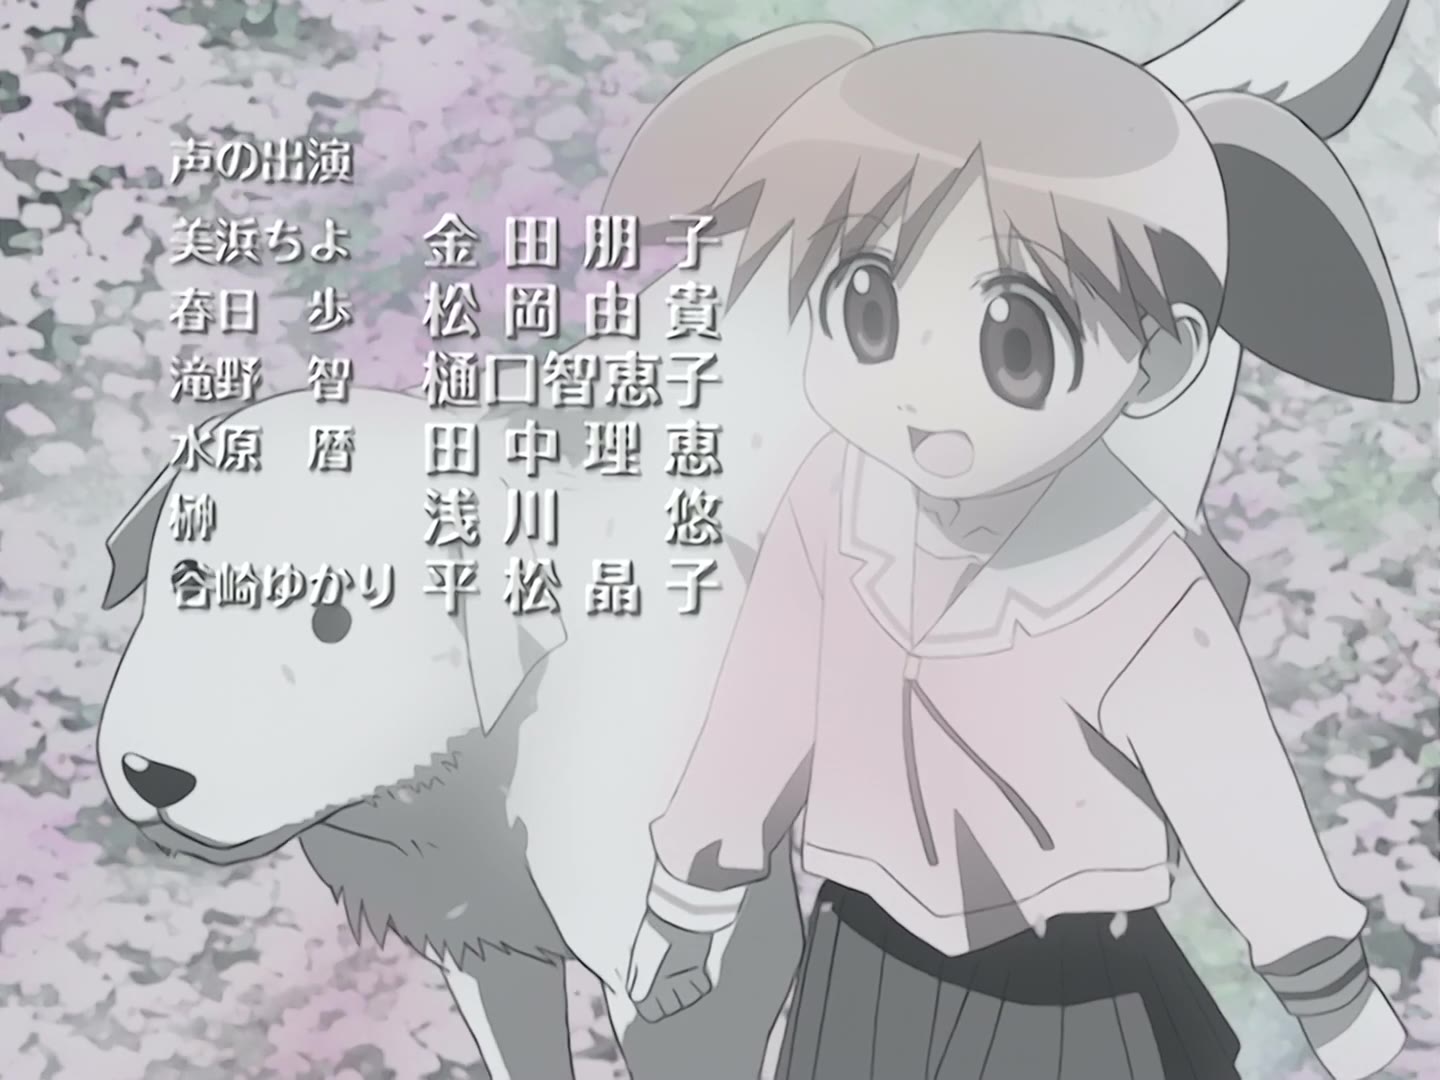 声の出演
美浜ちよ 金田朋子
春日 歩 松岡由貴
滝野 智 樋口智恵子
水原 暦 田中理恵
榊 浅川 悠
谷崎ゆかり 平松晶子